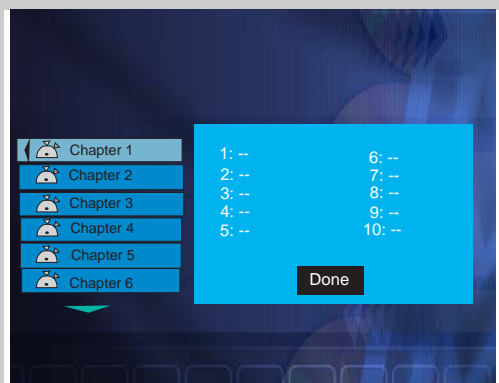 Chapter 1
Chapter 2
Chapter 3
Chapter 4
Chapter 5
Chapter 6
1: --
2: --
3: --
4: --
5: --
6: --
7: --
8: --
9: --
10: --
Done